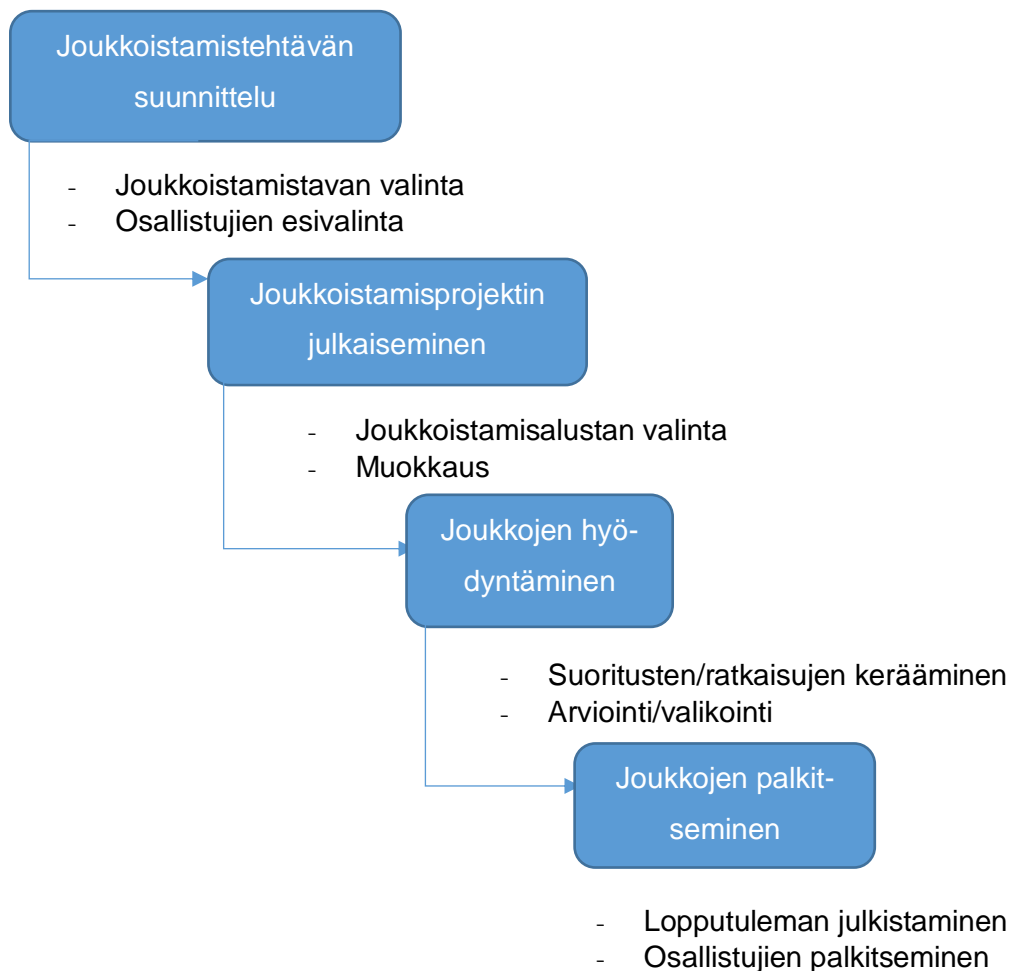 Joukkoistamistehtävän
suunnittelu
- Joukkoistamistavan valinta
- Osallistujien esivalinta
Joukkoistamisprojektin
julkaiseminen
- Joukkoistamisalustan valinta
- Muokkaus
Joukkojen hyö-
dyntäminen
- Suoritusten/ratkaisujen kerääminen
- Arviointi/valikointi
Joukkojen palkit-
seminen
- Lopputuleman julkistaminen
- Osallistujien palkitseminen